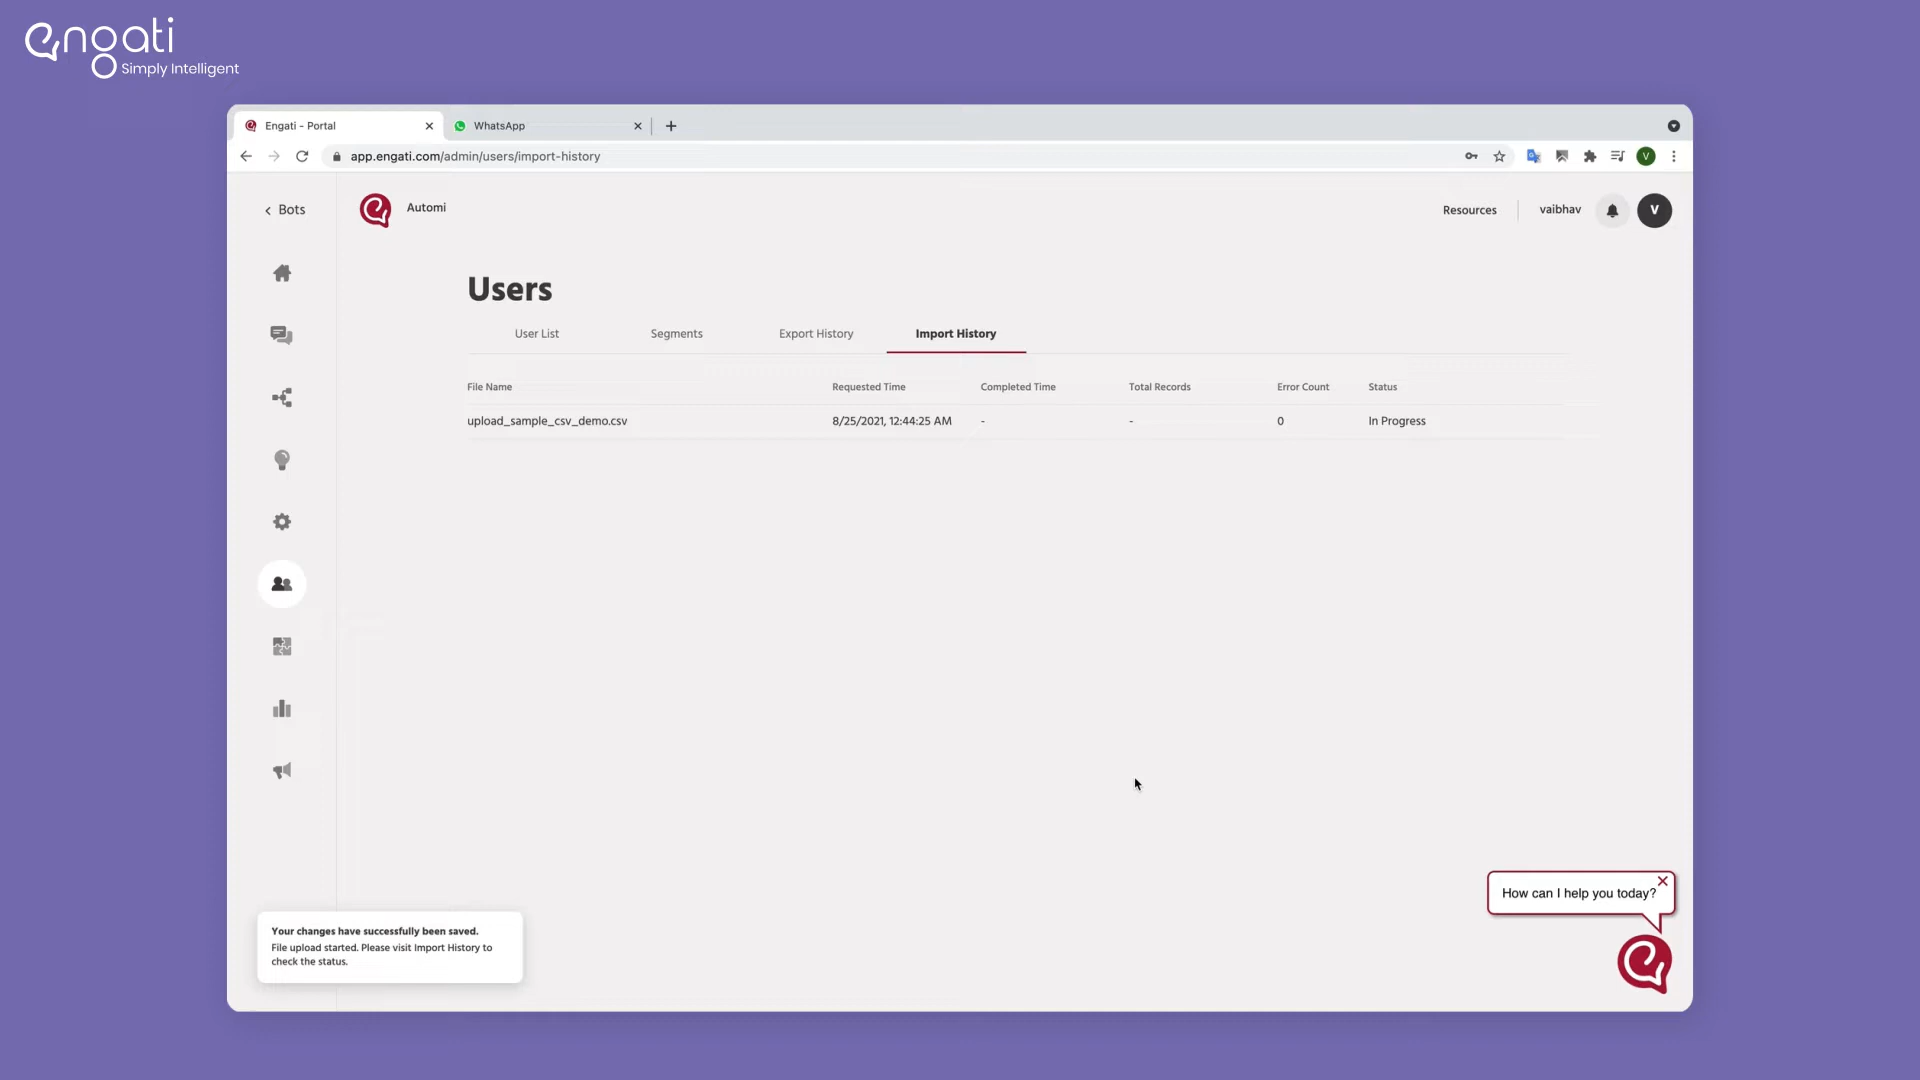 engati
Simply Intelligent
Engati - Portal
WhatsApp
app.engati.com/admin/users/import-history
V
Bots
Automi
Resources
vaibhav
V
Users
User List
Segments
Export History
Import History
File Name
Requested Time
Completed Time
Total Records
Error Count
Status
upload_sample_csv_demo.csv
8/25/2021, 12:44:25 AM
-
-
0
In Progress
How can I help you today?
Your changes have successfully been saved.
File upload started. Please visit Import History to
check the status.